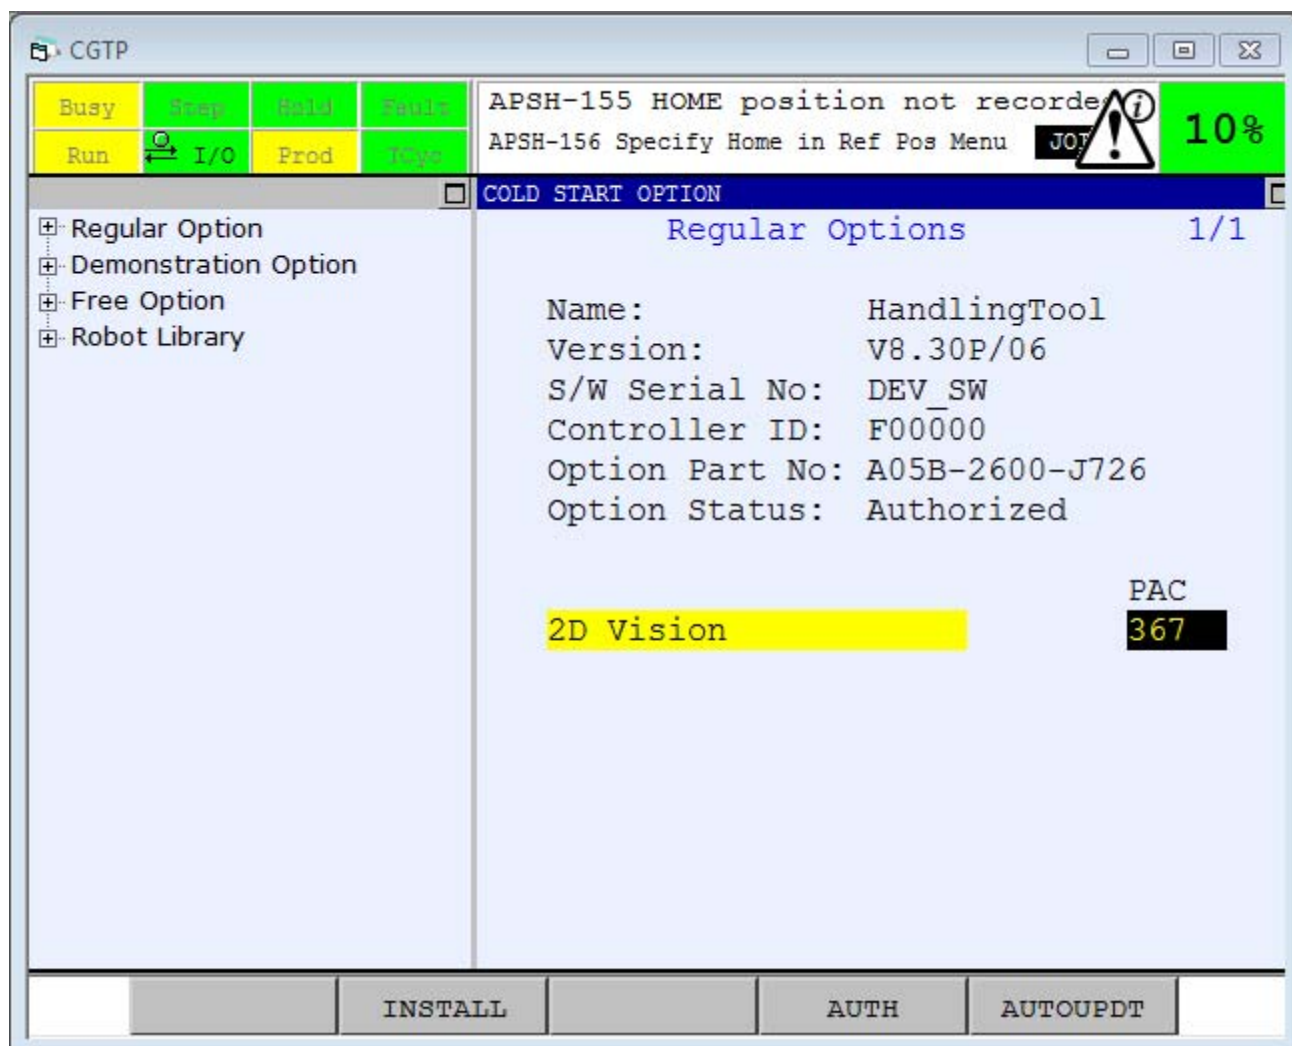 CGTP
Busy Step Hold Fault
Run I/O Prod TCyc
APSH-155 HOME position not recorde
APSH-156 Specify Home in Ref Pos Menu
10%
Regular Option
Demonstration Option
Free Option
Robot Library
COLD START OPTION
Regular Options 1/1
Name: HandlingTool
Version: V8.30P/06
S/W Serial No: DEV_SW
Controller ID: F00000
Option Part No: A05B-2600-J726
Option Status: Authorized
PAC
2D Vision 367
INSTALL AUTH AUTOUPDT